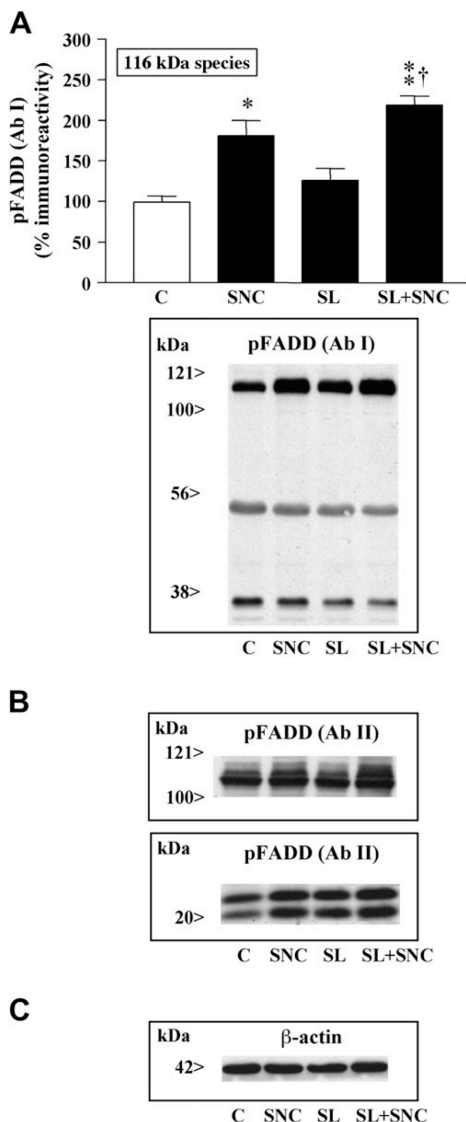 A
300
250
200
150
100
50
0
pFADD (Ab I)
(% immunoreactivity)
116 kDa species
*
**†
C SNC SL SL+SNC
kDa pFADD (Ab I)
121>
100>
56>
38>
C SNC SL SL+SNC
B
kDa pFADD (Ab II)
121>
100>
kDa pFADD (Ab II)
20>
C SNC SL SL+SNC
C
kDa β-actin
42>
C SNC SL SL+SNC